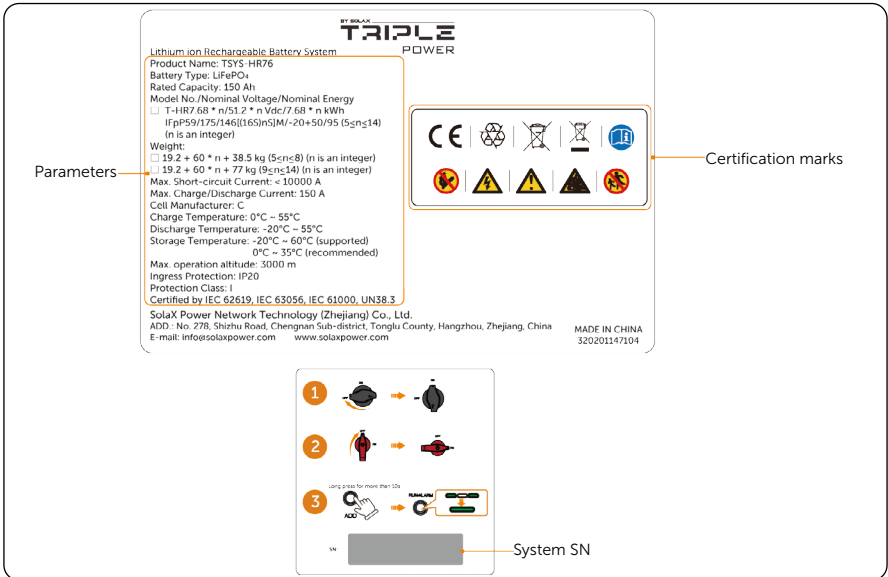 BY SOLAX
TRIPLE
POWER
Lithium ion Rechargeable Battery System
Product Name: TSYS-HR76
Battery Type: LiFePO₄
Rated Capacity: 150 Ah
Model No./Nominal Voltage/Nominal Energy
T-HR7.68 * n/51.2 * n Vdc/7.68 * n kWh
IFpP59/175/146[(16S)nS]M/-20+50/95 (5≤n≤14)
(n is an integer)
Weight:
19.2 + 60 * n + 38.5 kg (5≤n≤8) (n is an integer)
19.2 + 60 * n + 77 kg (9≤n≤14) (n is an integer)
Max. Short-circuit Current: < 10000 A
Max. Charge/Discharge Current: 150 A
Cell Manufacturer: C
Charge Temperature: 0°C ~ 55°C
Discharge Temperature: -20°C ~ 55°C
Storage Temperature: -20°C ~ 60°C (supported)
0°C ~ 35°C (recommended)
Max. operation altitude: 3000 m
Ingress Protection: IP20
Protection Class: I
Certified by IEC 62619, IEC 63056, IEC 61000, UN38.3
SolaX Power Network Technology (Zhejiang) Co., Ltd.
ADD.: No. 278, Shizhu Road, Chengnan Sub-district, Tonglu County, Hangzhou, Zhejiang, China
E-mail: info@solaxpower.com www.solaxpower.com
MADE IN CHINA
320201147104
Parameters
CE
Certification marks
1
OFF
OFF
2
3
Long press for more than 10s
ADD
RUN/ALARM
SN
System SN